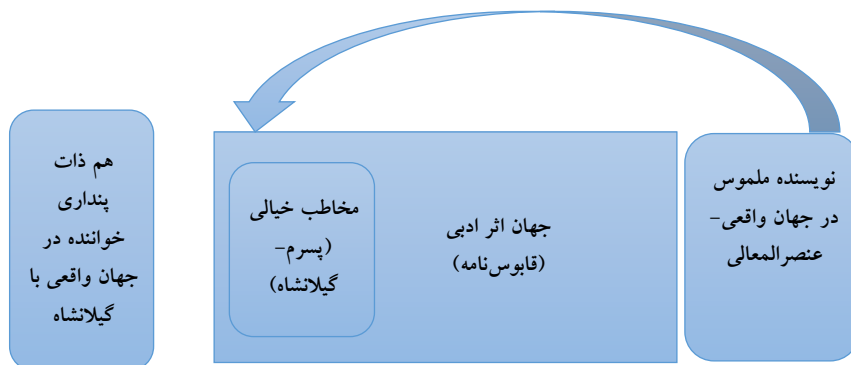 نویسنده ملموس
در جهان واقعی–
عنصرالمعالی
جهان اثر ادبی
(قابوس‌نامه)
مخاطب خیالی
(پسرم–
گیلانشاه)
هم ذات
پنداری
خواننده در
جهان واقعی با
گیلانشاه